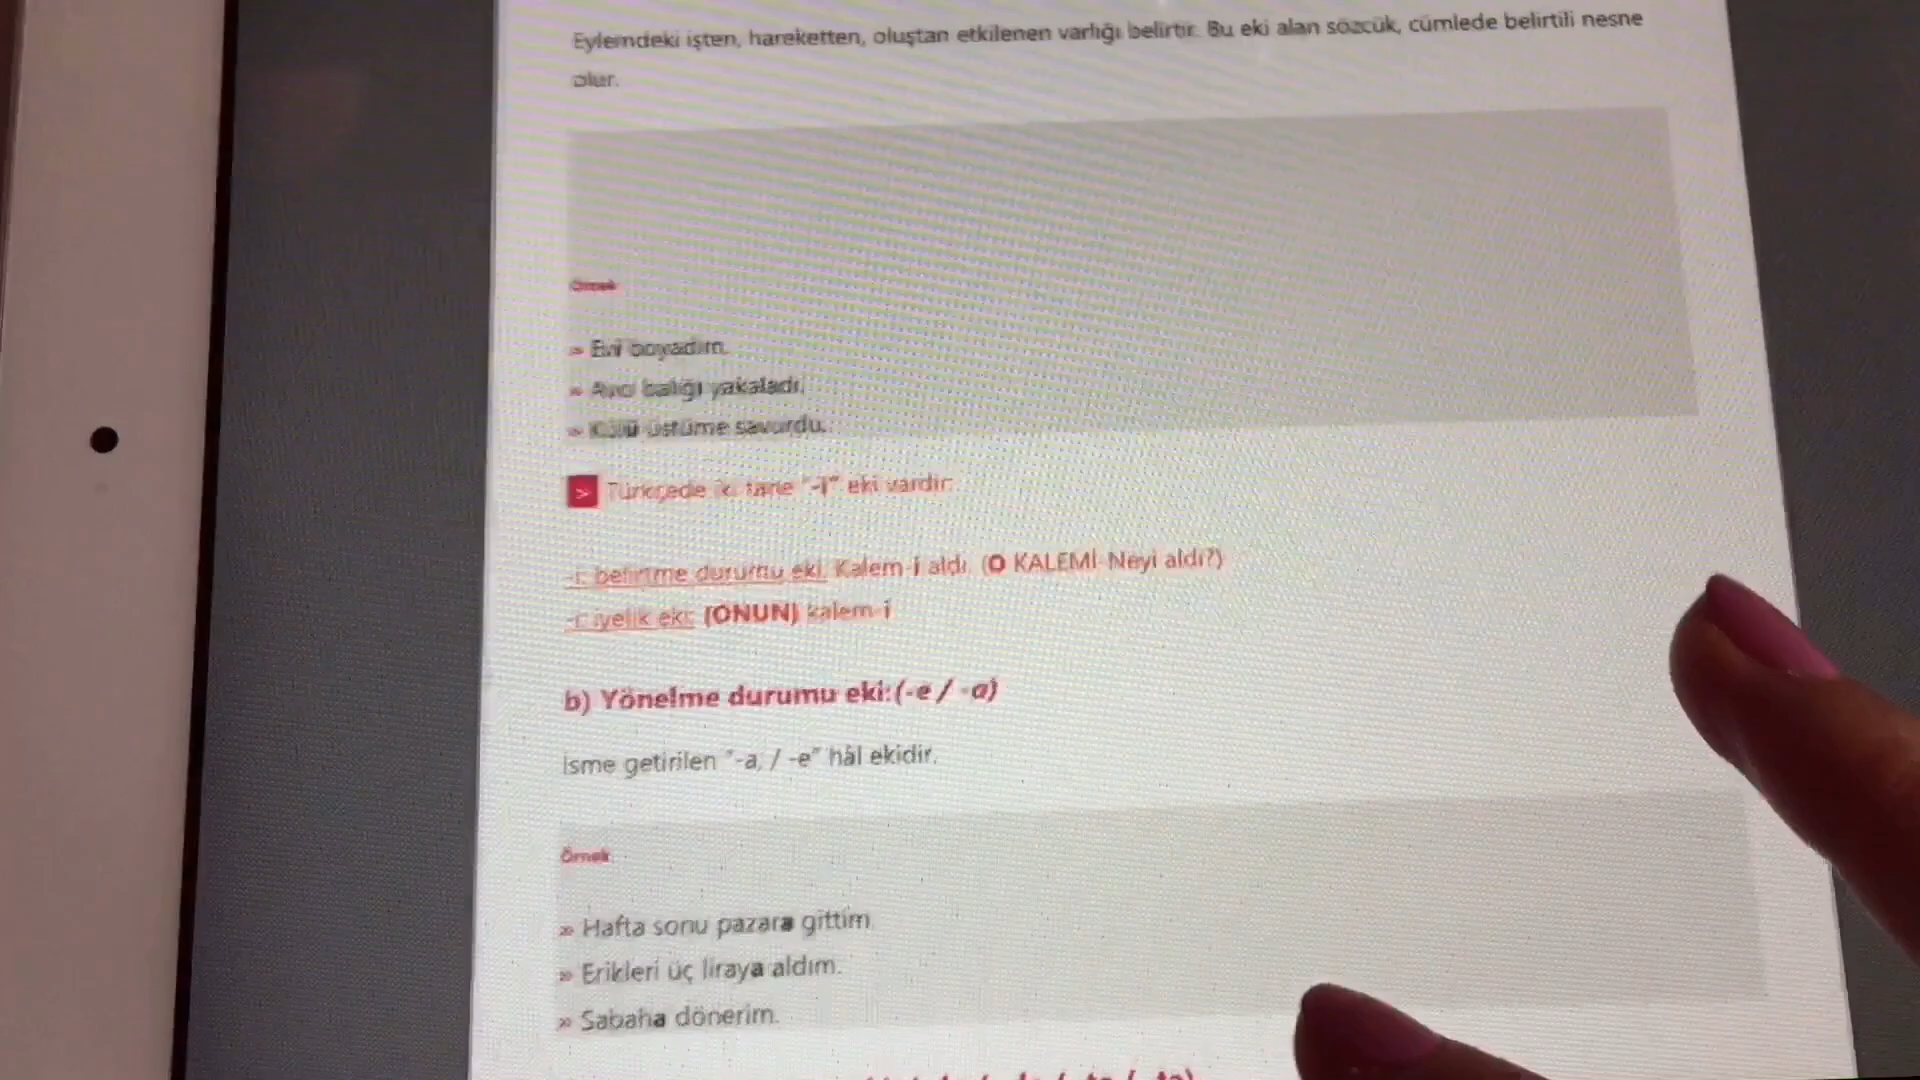 Eylemdeki işten, hareketten, oluştan etkilenen varlığı belirtir. Bu eki alan sözcük, cümlede belirtili nesne
olur.
Örnek
» Evi boyadım.
» Avcı balığı yakaladı.
» Külü üstüme savurdu.
> Türkçede iki tane "-i" eki vardır:
-i: belirtme durumu eki. Kalem-i aldı. (O KALEMİ-Neyi aldı?)
-i: iyelik eki: (ONUN) kalem-i
b) Yönelme durumu eki:(-e / -a)
İsme getirilen "-a, / -e" hâl ekidir.
Örnek
» Hafta sonu pazara gittim.
» Erikleri üç liraya aldım.
» Sabaha dönerim.